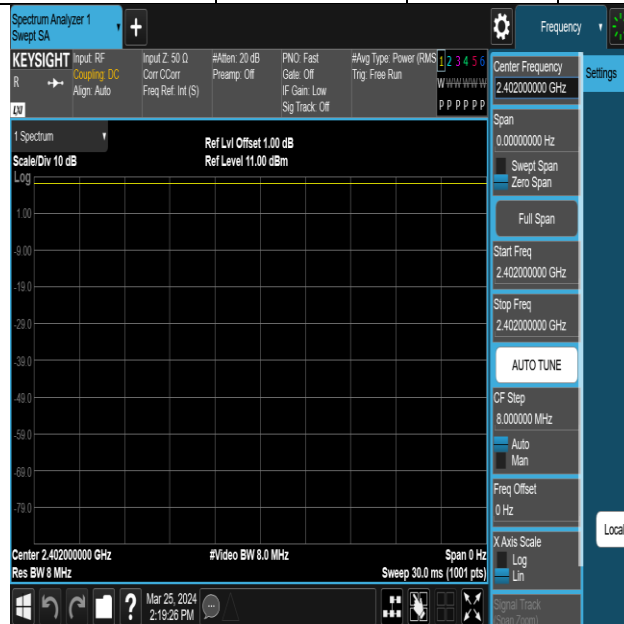 Spectrum Analyzer 1
Swept SA
+
Frequency
KEYSIGHT
R
LXI
Input: RF
Coupling: DC
Align: Auto
Input Z: 50 Ω
Corr CCorr
Freq Ref: Int (S)
#Atten: 20 dB
Preamp: Off
PNO: Fast
Gate: Off
IF Gain: Low
Sig Track: Off
#Avg Type: Power (RMS
Trig: Free Run
1 2 3 4 5 6
W W W W W W
P P P P P P
1 Spectrum
Scale/Div 10 dB
Log
Ref Lvl Offset 1.00 dB
Ref Level 11.00 dBm
1.00
-9.00
-19.0
-29.0
-39.0
-49.0
-59.0
-69.0
-79.0
Center 2.402000000 GHz
Res BW 8 MHz
#Video BW 8.0 MHz
Span 0 Hz
Sweep 30.0 ms (1001 pts)
Center Frequency
2.402000000 GHz
Settings
Span
0.00000000 Hz
Swept Span
Zero Span
Full Span
Start Freq
2.402000000 GHz
Stop Freq
2.402000000 GHz
AUTO TUNE
CF Step
8.000000 MHz
Auto
Man
Freq Offset
0 Hz
Local
X Axis Scale
Log
Lin
Signal Track
(Span Zoom)
?
Mar 25, 2024
2:19:26 PM